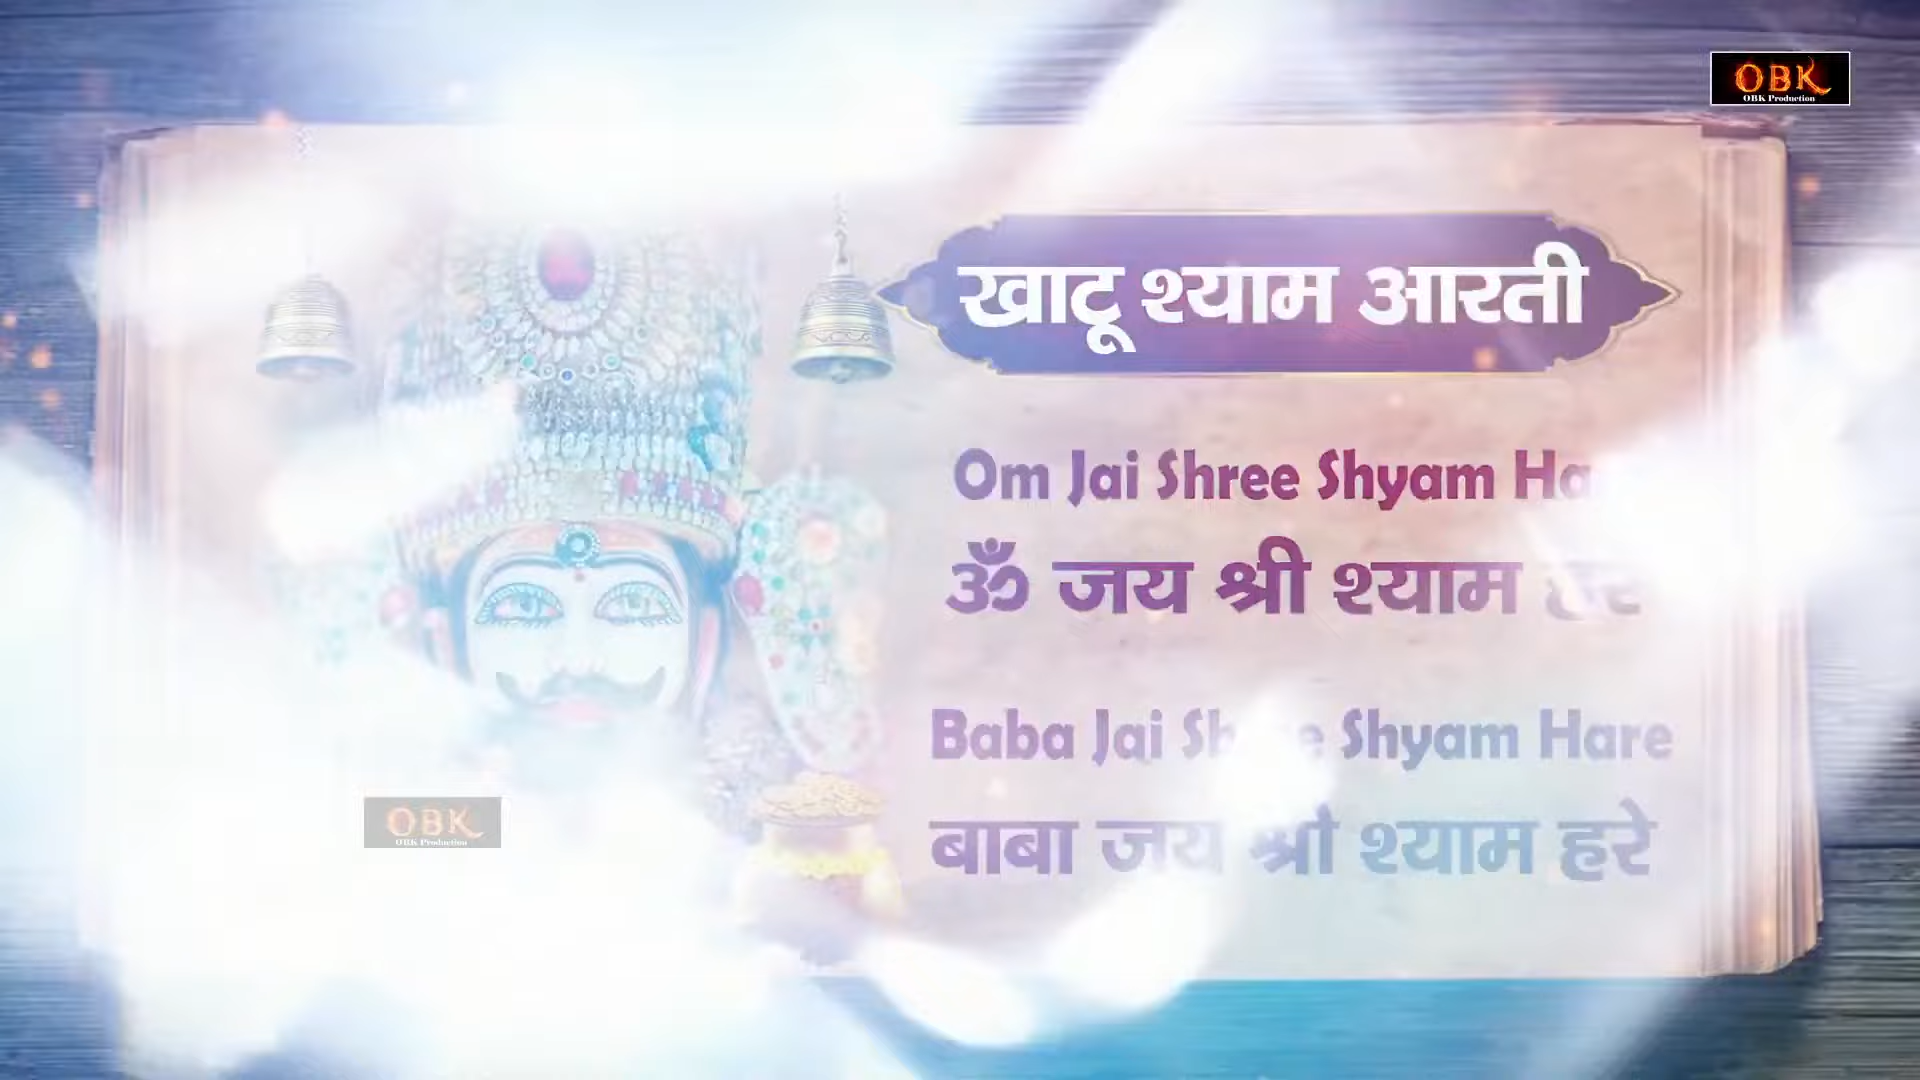 OBK
OBK Production
खाटू श्याम आरती
Om Jai Shree Shyam
ॐ जय श्री श्याम
Baba Jai Shyam Hare
बाबा जय श्री श्याम हरे
OBK
OBK Production